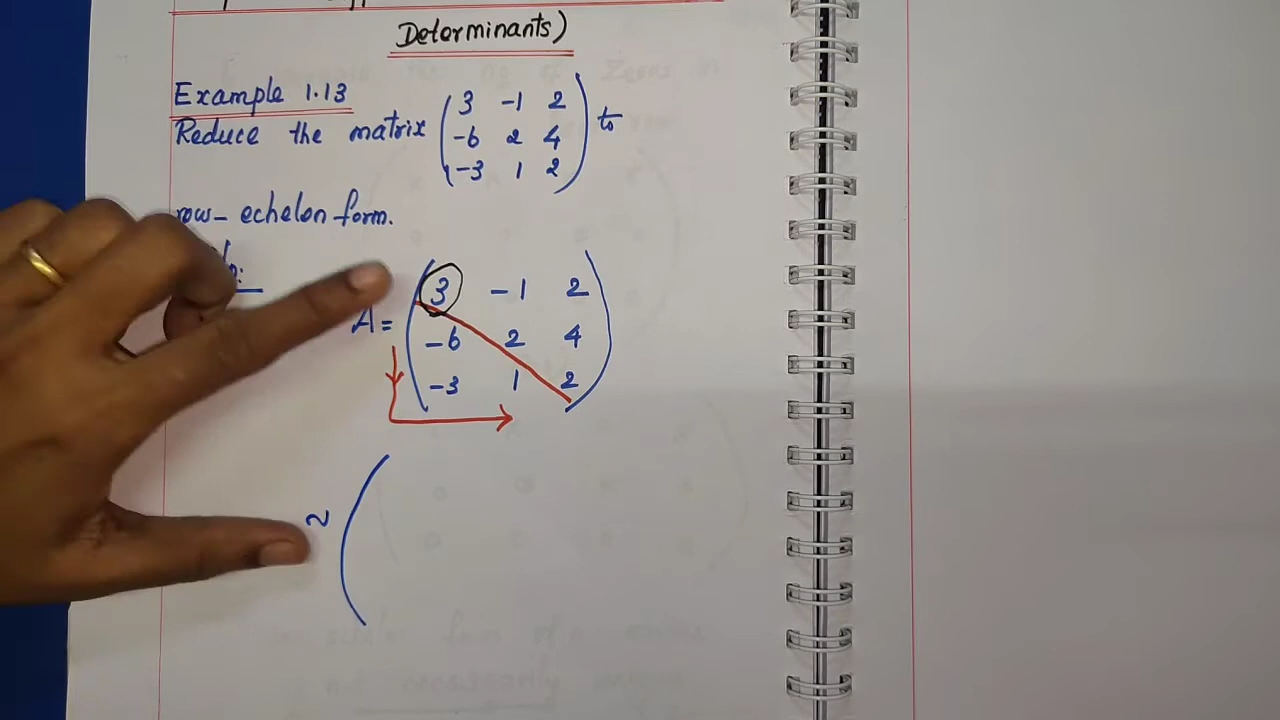 Determinants)
Example 1.13
Reduce the matrix (3 -1 2
-6 2 4
-3 1 2) to
row-echelon form.
A= (3 -1 2
-6 2 4
-3 1 2)
~ (